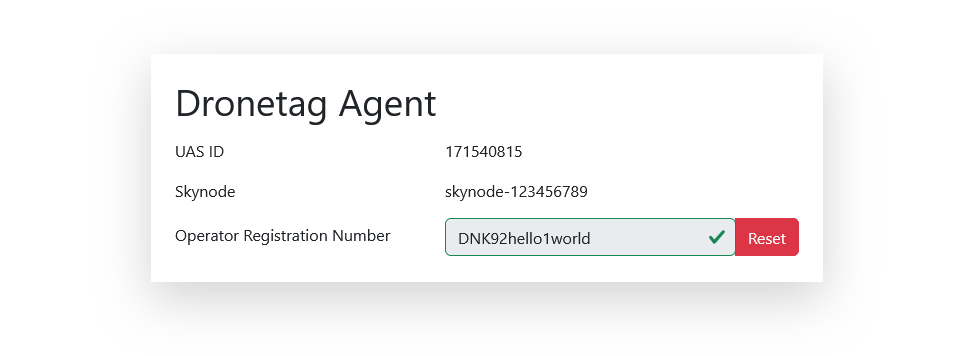 Dronetag Agent
UAS ID 171540815
Skynode skynode-123456789
Operator Registration Number DNK92hello1world Reset